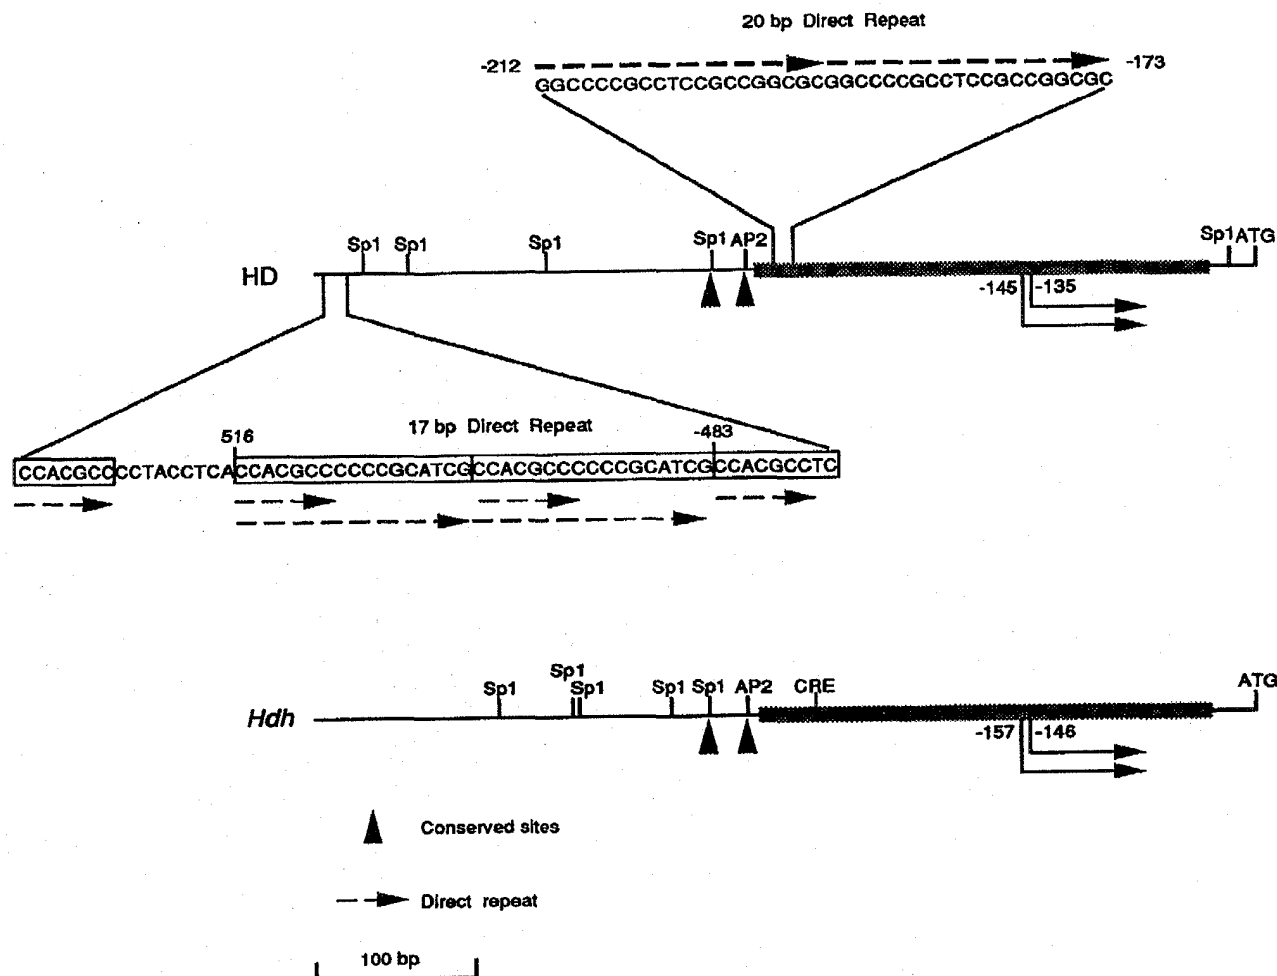 20 bp Direct Repeat
-212
-173
GGCCCCGCCTCCGCCGGCGCGGCCCCGCCTCCGCCGGCGC
Sp1
Sp1
Sp1
Sp1 AP2
Sp1 ATG
HD
-145
-135
516
17 bp Direct Repeat
-483
CCACGCCCCTACCTCACCACGCCCCCCGCATCGCCACGCCCCCCGCATCGCCACGCCTC
Sp1
Sp1
Sp1
Sp1 Sp1 AP2 CRE
ATG
Hdh
-157
-146
Conserved sites
Direct repeat
100 bp